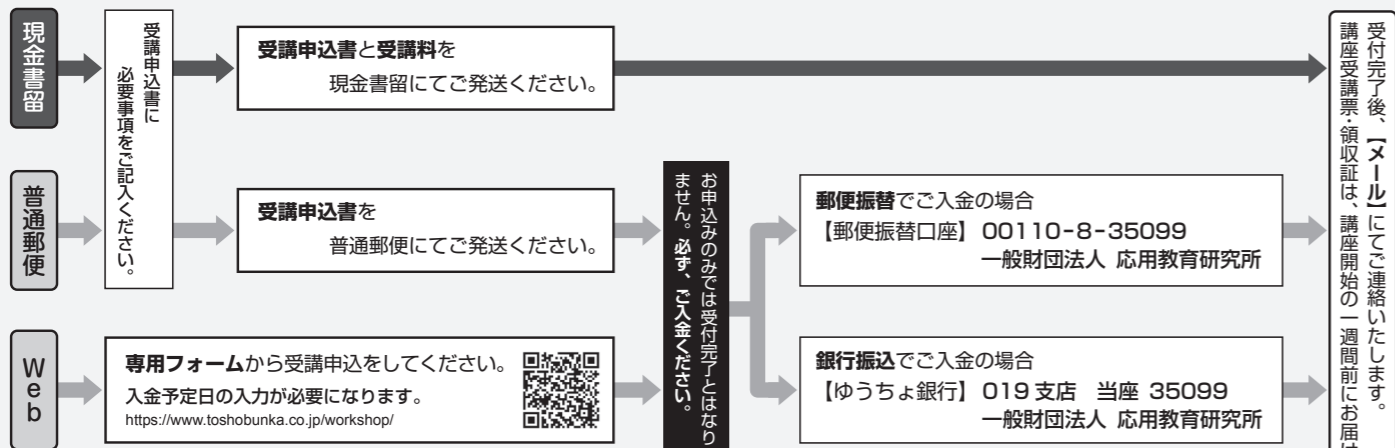 現金書留
受講申込書に
必要事項をご記入ください。
受講申込書と受講料を
現金書留にてご発送ください。
普通郵便
受講申込書を
普通郵便にてご発送ください。
Web
専用フォームから受講申込をしてください。
入金予定日の入力が必要になります。
https://www.toshobunka.co.jp/workshop/
お申込みのみでは受付完了とはなり
ません。必ず、ご入金ください。
郵便振替でご入金の場合
【郵便振替口座】 00110-8-35099
一般財団法人 応用教育研究所
銀行振込でご入金の場合
【ゆうちょ銀行】 019支店 当座 35099
一般財団法人 応用教育研究所
受付完了後、【メール】にてご連絡いたします。
講座受講票・領収証は、講座開始の一週間前にお届け